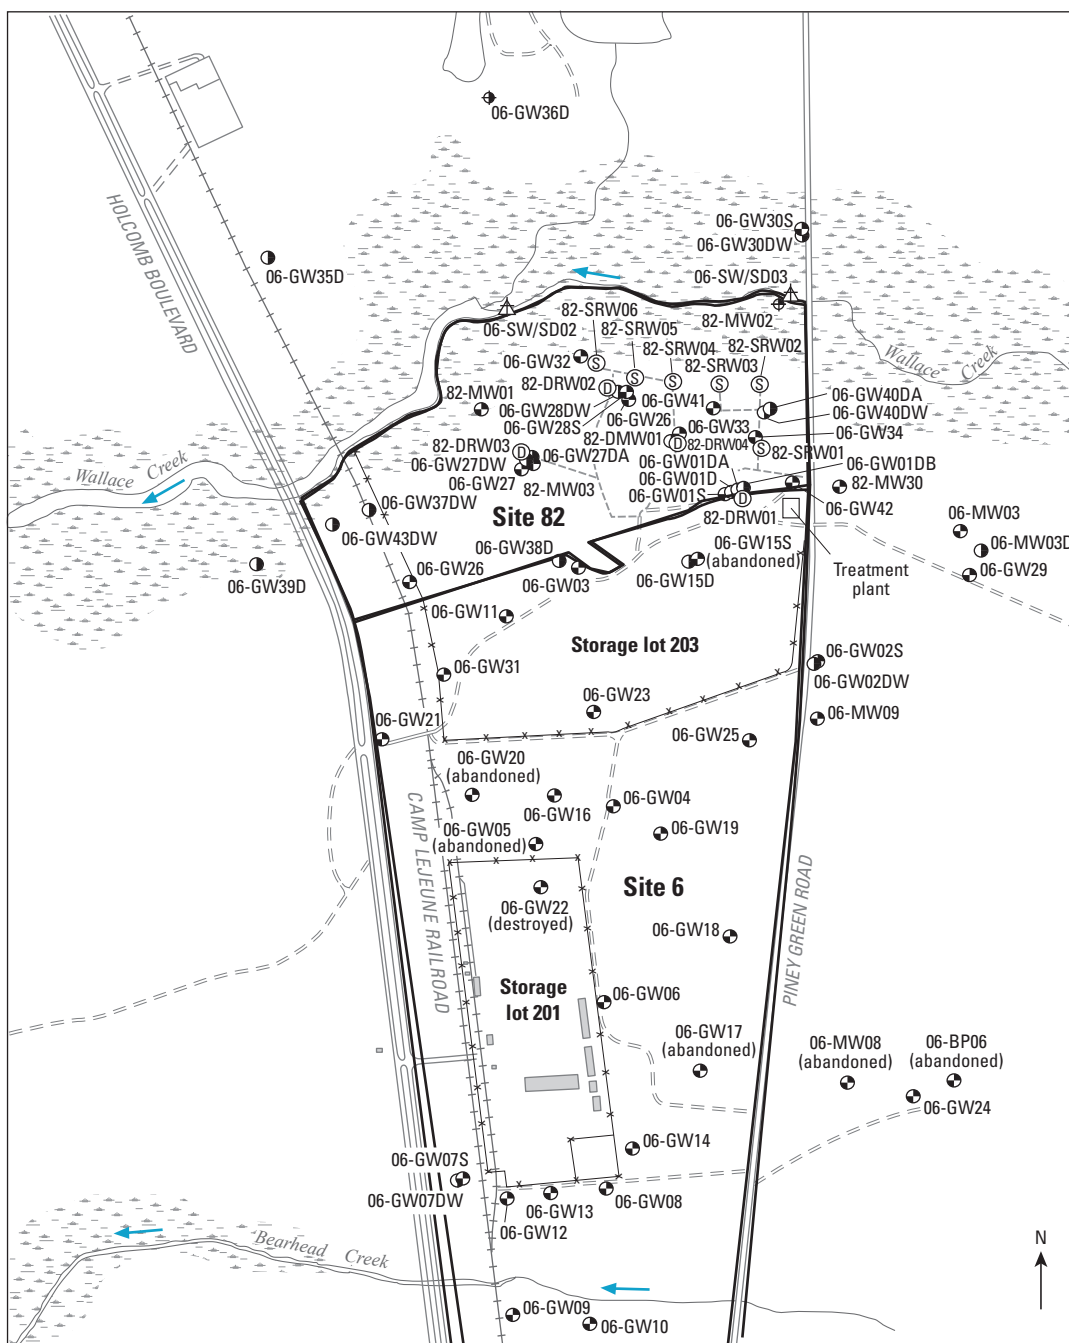 06-GW36D
HOLCOMB BOULEVARD
06-GW30S
06-GW30DW
06-GW35D
06-SW/SD03
82-SRW06
82-SRW05
82-MW02
06-SW/SD02
82-SRW04
82-SRW02
82-SRW03
Wallace Creek
06-GW32
S
S
S
S
S
82-DRW02
D
82-MW01
06-GW41
06-GW40DA
06-GW28DW
06-GW40DW
06-GW28S
06-GW26
06-GW33
06-GW34
82-DRW03
D
82-DMW01
D
82-DRW04
S
82-SRW01
06-GW27DA
06-GW01DA
06-GW01DB
06-GW27DW
06-GW01D
06-GW27
06-GW01S
82-MW30
82-MW03
D
Wallace Creek
06-GW37DW
Site 82
82-DRW01
06-GW42
06-MW03
06-GW43DW
06-GW38D
06-GW15S
(abandoned)
06-MW03D
06-GW39D
06-GW26
06-GW03
06-GW15D
Treatment
plant
06-GW29
06-GW11
Storage lot 203
06-GW02S
06-GW31
06-GW02DW
06-GW23
06-MW09
06-GW21
06-GW25
06-GW20
(abandoned)
CAMP LEJEUNE RAILROAD
06-GW16
06-GW04
06-GW05
(abandoned)
06-GW19
Site 6
06-GW22
(destroyed)
PINEY GREEN ROAD
06-GW18
Storage
lot 201
06-GW06
06-GW17
(abandoned)
06-MW08
(abandoned)
06-BP06
(abandoned)
06-GW24
06-GW14
06-GW07S
06-GW07DW
06-GW08
06-GW13
06-GW12
Bearhead Creek
N
06-GW09
06-GW10